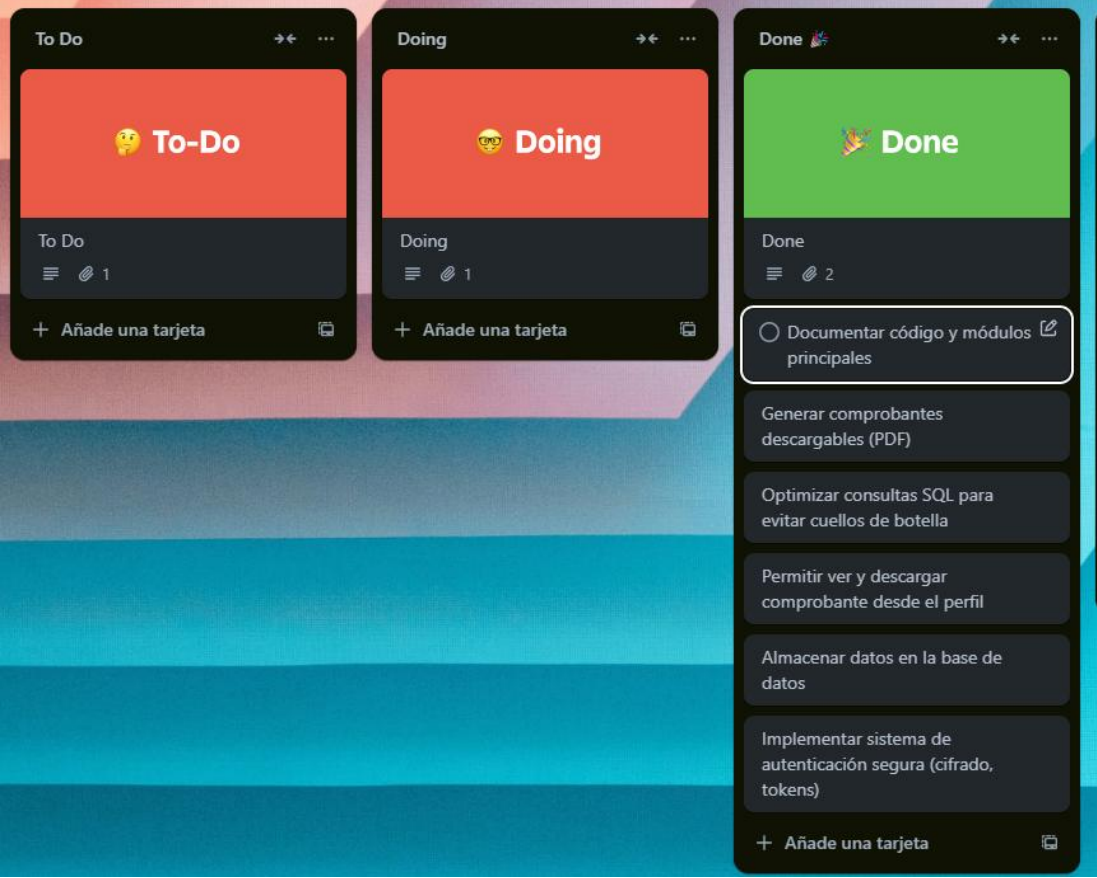 To Do
🤔 To-Do
To Do
1
Añade una tarjeta
Doing
🤓 Doing
Doing
1
Añade una tarjeta
Done 🎉
🎉 Done
Done
2
Documentar código y módulos
principales
Generar comprobantes
descargables (PDF)
Optimizar consultas SQL para
evitar cuellos de botella
Permitir ver y descargar
comprobante desde el perfil
Almacenar datos en la base de
datos
Implementar sistema de
autenticación segura (cifrado,
tokens)
Añade una tarjeta